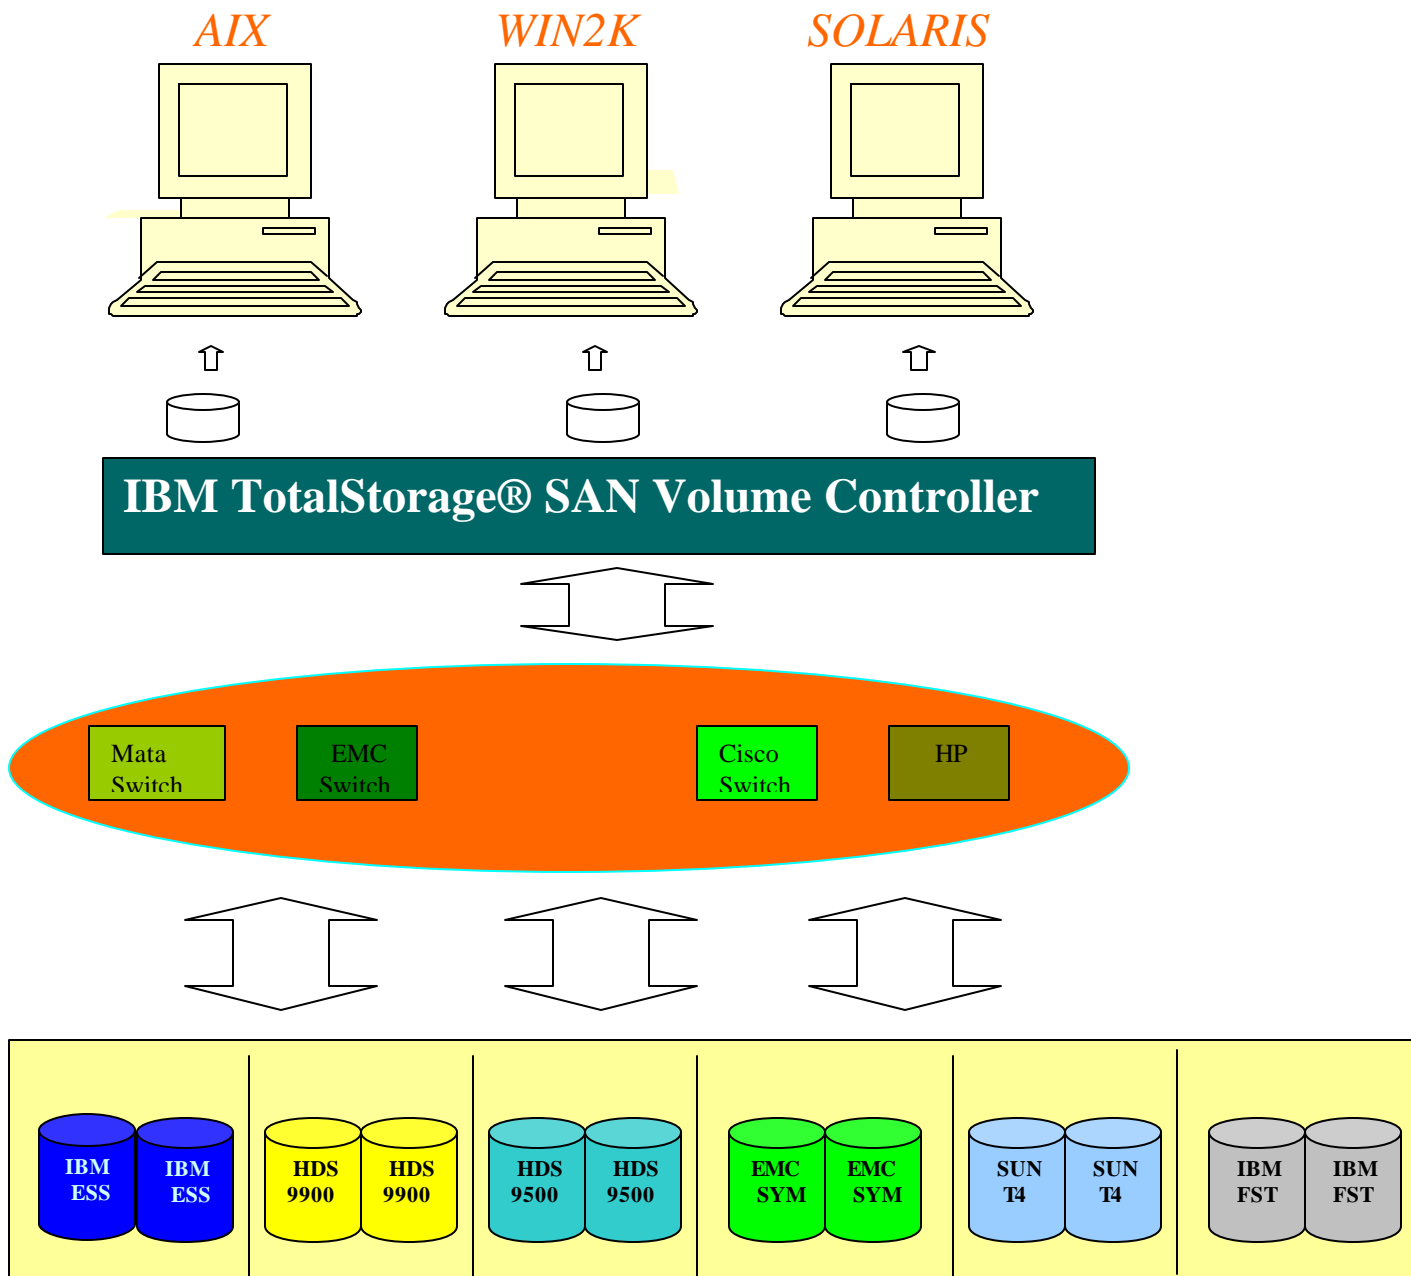 AIX WIN2K SOLARIS
IBM TotalStorage® SAN Volume Controller
Mata
Switch
EMC
Switch
Cisco
Switch
HP
IBM
ESS
IBM
ESS
HDS
9900
HDS
9900
HDS
9500
HDS
9500
EMC
SYM
EMC
SYM
SUN
T4
SUN
T4
IBM
FST
IBM
FST